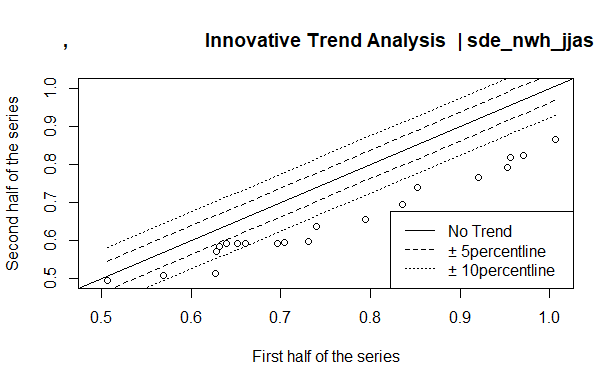 , Innovative Trend Analysis | sde_nwh_jjas
Second half of the series
1.0
0.9
0.8
0.7
0.6
0.5
No Trend
± 5percentline
± 10percentline
0.5 0.6 0.7 0.8 0.9 1.0
First half of the series